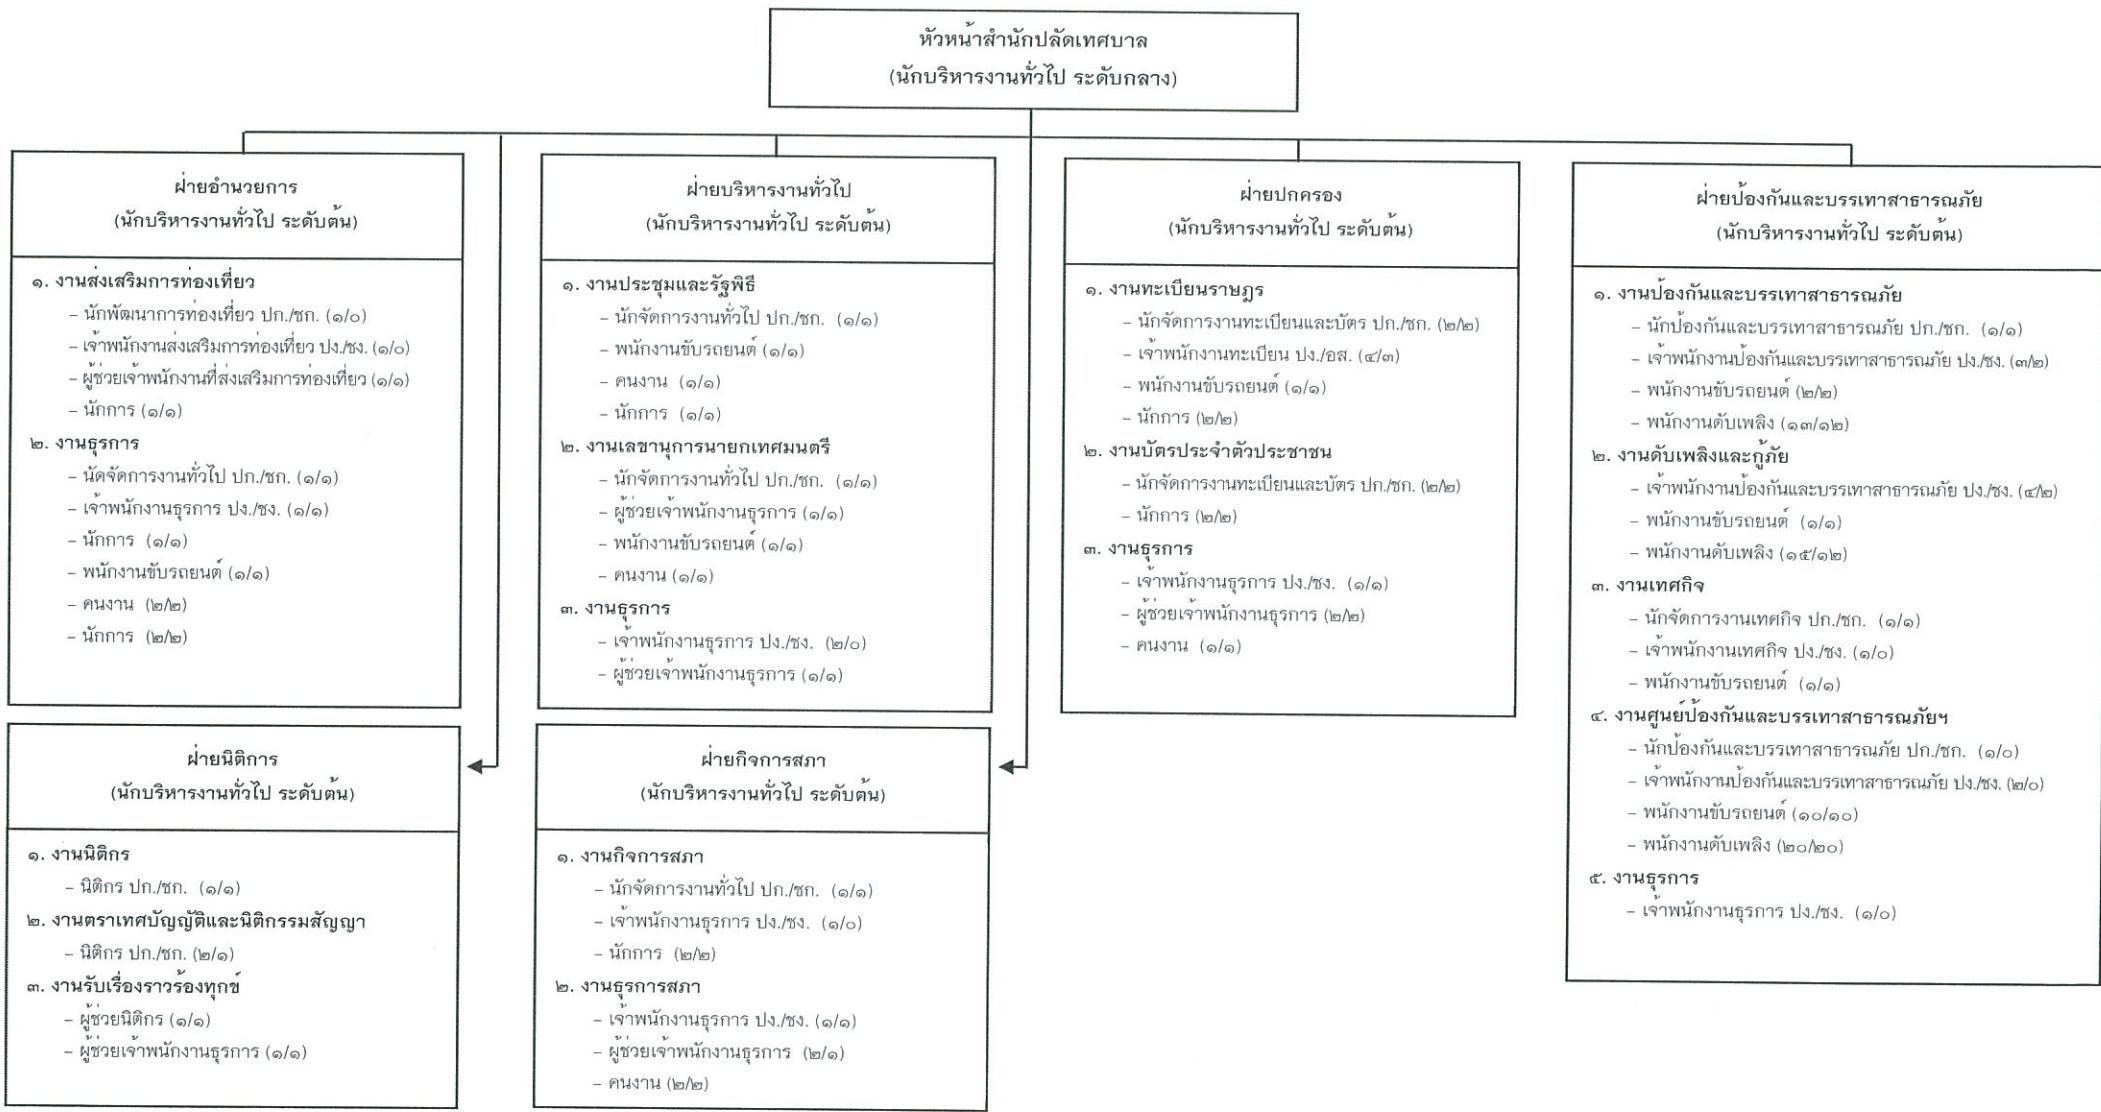 หัวหน้าสำนักปลัดเทศบาล
(นักบริหารงานทั่วไป ระดับกลาง)
ฝ่ายอำนวยการ
(นักบริหารงานทั่วไป ระดับต้น)
๑. งานส่งเสริมการท่องเที่ยว
– นักพัฒนาการท่องเที่ยว ปก./ชก. (๑/๐)
– เจ้าพนักงานส่งเสริมการท่องเที่ยว ปง./ชง. (๑/๐)
– ผู้ช่วยเจ้าพนักงานที่ส่งเสริมการท่องเที่ยว (๑/๑)
– นักการ (๑/๑)
๒. งานธุรการ
– นัดจัดการงานทั่วไป ปก./ชก. (๑/๑)
– เจ้าพนักงานธุรการ ปง./ชง. (๑/๑)
– นักการ (๑/๑)
– พนักงานขับรถยนต์ (๑/๑)
– คนงาน (๒/๒)
– นักการ (๒/๒)
ฝ่ายบริหารงานทั่วไป
(นักบริหารงานทั่วไป ระดับต้น)
๑. งานประชุมและรัฐพิธี
– นักจัดการงานทั่วไป ปก./ชก. (๑/๑)
– พนักงานขับรถยนต์ (๑/๑)
– คนงาน (๑/๑)
– นักการ (๑/๑)
๒. งานเลขานุการนายกเทศมนตรี
– นักจัดการงานทั่วไป ปก./ชก. (๑/๑)
– ผู้ช่วยเจ้าพนักงานธุรการ (๑/๑)
– พนักงานขับรถยนต์ (๑/๑)
– คนงาน (๑/๑)
๓. งานธุรการ
– เจ้าพนักงานธุรการ ปง./ชง. (๒/๐)
– ผู้ช่วยเจ้าพนักงานธุรการ (๑/๑)
ฝ่ายปกครอง
(นักบริหารงานทั่วไป ระดับต้น)
๑. งานทะเบียนราษฎร
– นักจัดการงานทะเบียนและบัตร ปก./ชก. (๒/๒)
– เจ้าพนักงานทะเบียน ปง./อส. (๔/๓)
– พนักงานขับรถยนต์ (๑/๑)
– นักการ (๒/๒)
๒. งานบัตรประจำตัวประชาชน
– นักจัดการงานทะเบียนและบัตร ปก./ชก. (๒/๒)
– นักการ (๒/๒)
๓. งานธุรการ
– เจ้าพนักงานธุรการ ปง./ชง. (๑/๑)
– ผู้ช่วยเจ้าพนักงานธุรการ (๒/๒)
– คนงาน (๑/๑)
ฝ่ายป้องกันและบรรเทาสาธารณภัย
(นักบริหารงานทั่วไป ระดับต้น)
๑. งานป้องกันและบรรเทาสาธารณภัย
– นักป้องกันและบรรเทาสาธารณภัย ปก./ชก. (๑/๑)
– เจ้าพนักงานป้องกันและบรรเทาสาธารณภัย ปง./ชง. (๓/๒)
– พนักงานขับรถยนต์ (๒/๒)
– พนักงานดับเพลิง (๑๓/๑๒)
๒. งานดับเพลิงและกู้ภัย
– เจ้าพนักงานป้องกันและบรรเทาสาธารณภัย ปง./ชง. (๔/๒)
– พนักงานขับรถยนต์ (๑/๑)
– พนักงานดับเพลิง (๑๕/๑๒)
๓. งานเทศกิจ
– นักจัดการงานเทศกิจ ปก./ชก. (๑/๑)
– เจ้าพนักงานเทศกิจ ปง./ชง. (๑/๐)
– พนักงานขับรถยนต์ (๑/๑)
๔. งานศูนย์ป้องกันและบรรเทาสาธารณภัยฯ
– นักป้องกันและบรรเทาสาธารณภัย ปก./ชก. (๑/๐)
– เจ้าพนักงานป้องกันและบรรเทาสาธารณภัย ปง./ชง. (๒/๐)
– พนักงานขับรถยนต์ (๑๐/๑๐)
– พนักงานดับเพลิง (๒๐/๒๐)
๕. งานธุรการ
– เจ้าพนักงานธุรการ ปง./ชง. (๑/๐)
ฝ่ายนิติการ
(นักบริหารงานทั่วไป ระดับต้น)
๑. งานนิติกร
– นิติกร ปก./ชก. (๑/๑)
๒. งานตราเทศบัญญัติและนิติกรรมสัญญา
– นิติกร ปก./ชก. (๒/๑)
๓. งานรับเรื่องราวร้องทุกข์
– ผู้ช่วยนิติกร (๑/๑)
– ผู้ช่วยเจ้าพนักงานธุรการ (๑/๑)
ฝ่ายกิจการสภา
(นักบริหารงานทั่วไป ระดับต้น)
๑. งานกิจการสภา
– นักจัดการงานทั่วไป ปก./ชก. (๑/๑)
– เจ้าพนักงานธุรการ ปง./ชง. (๑/๐)
– นักการ (๒/๒)
๒. งานธุรการสภา
– เจ้าพนักงานธุรการ ปง./ชง. (๑/๑)
– ผู้ช่วยเจ้าพนักงานธุรการ (๒/๑)
– คนงาน (๒/๒)